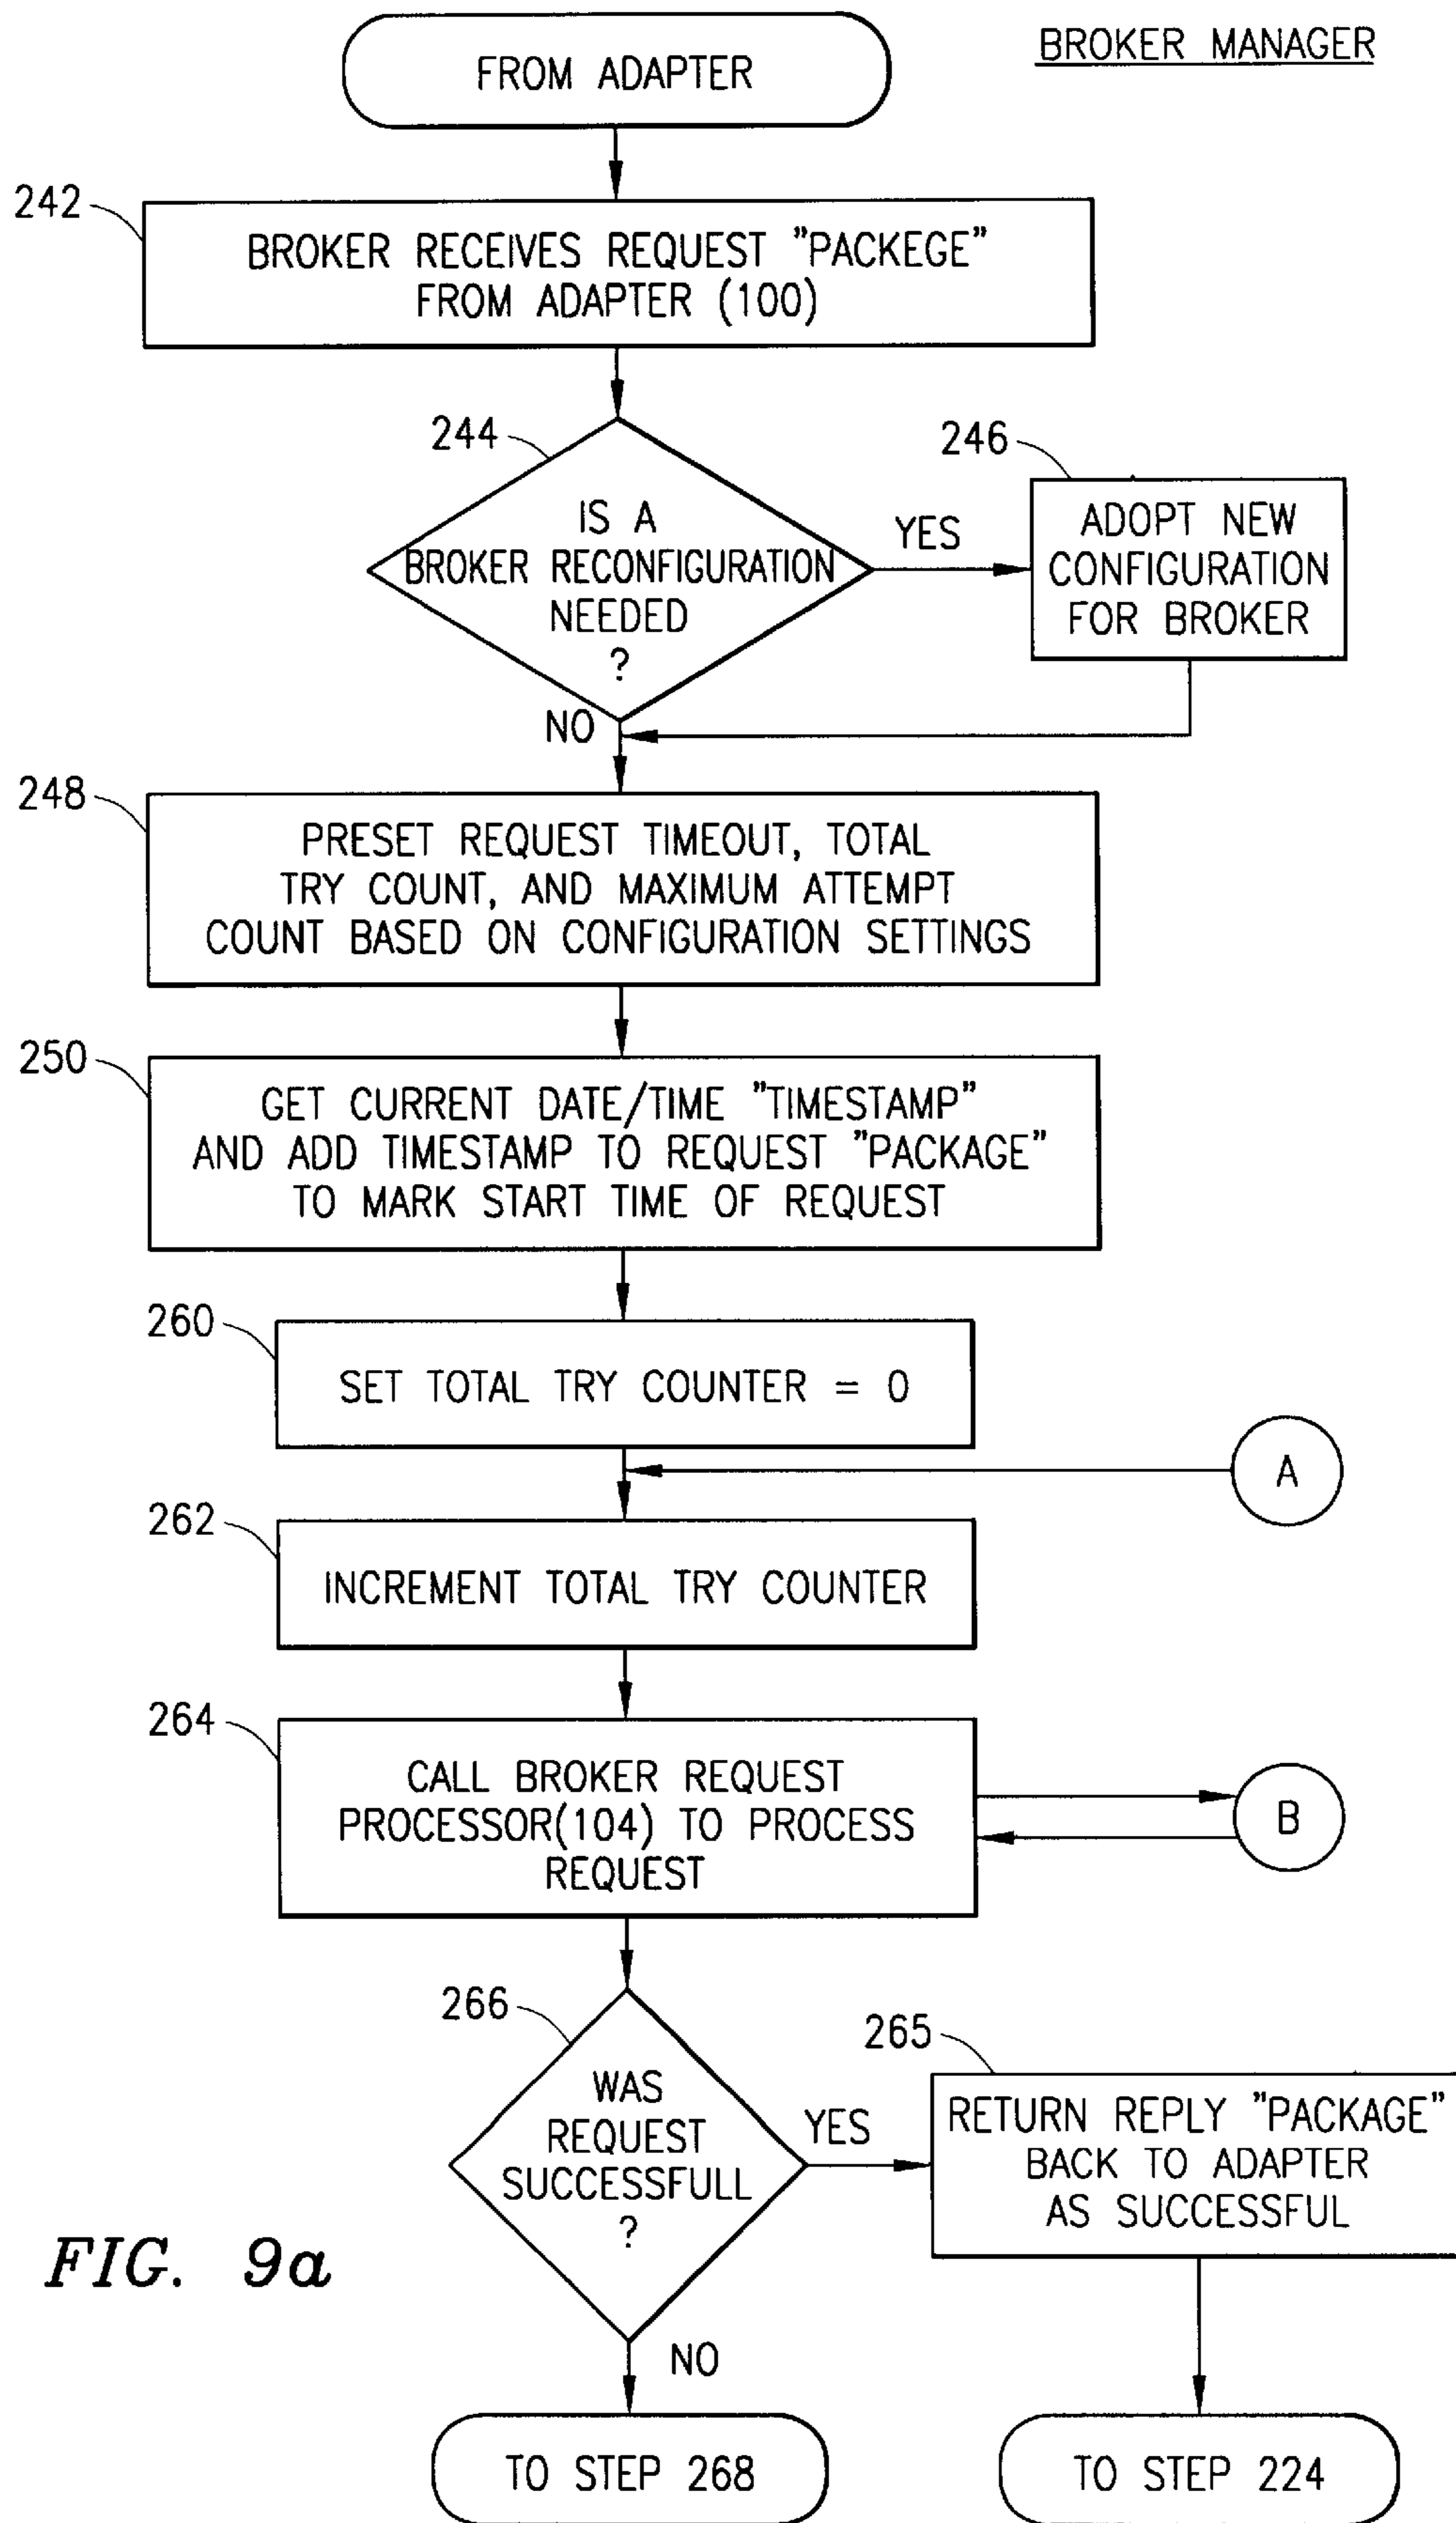 BROKER MANAGER
FROM ADAPTER
242
BROKER RECEIVES REQUEST "PACKEGE"
FROM ADAPTER (100)
244
IS A
BROKER RECONFIGURATION
NEEDED
?
YES
246
ADOPT NEW
CONFIGURATION
FOR BROKER
NO
248
PRESET REQUEST TIMEOUT, TOTAL
TRY COUNT, AND MAXIMUM ATTEMPT
COUNT BASED ON CONFIGURATION SETTINGS
250
GET CURRENT DATE/TIME "TIMESTAMP"
AND ADD TIMESTAMP TO REQUEST "PACKAGE"
TO MARK START TIME OF REQUEST
260
SET TOTAL TRY COUNTER = 0
A
262
INCREMENT TOTAL TRY COUNTER
264
CALL BROKER REQUEST
PROCESSOR(104) TO PROCESS
REQUEST
B
266
WAS
REQUEST
SUCCESSFULL
?
YES
265
RETURN REPLY "PACKAGE"
BACK TO ADAPTER
AS SUCCESSFUL
NO
FIG. 9a
TO STEP 268
TO STEP 224